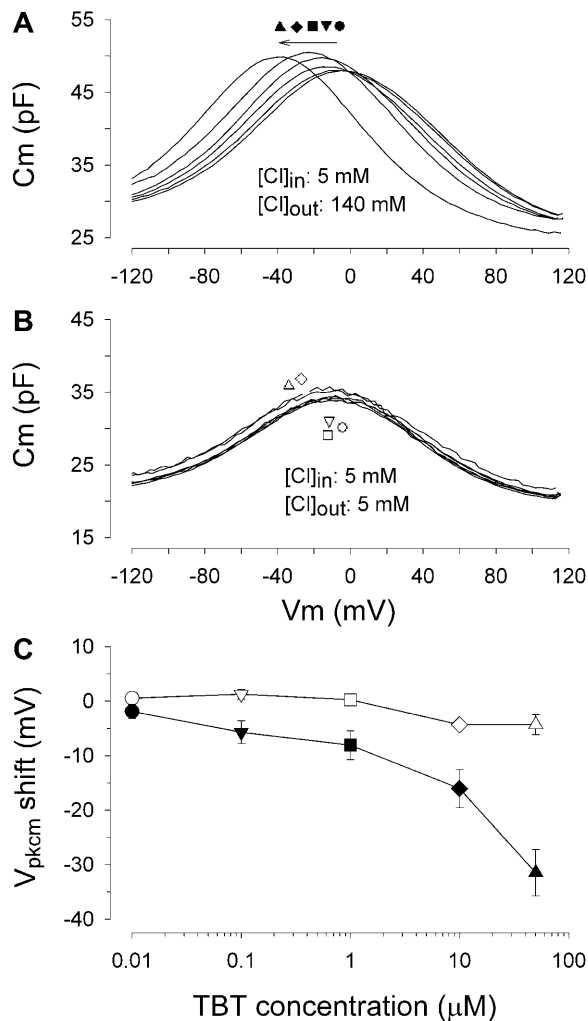 A
Cm (pF)
55
45
35
25
[Cl]in: 5 mM
[Cl]out: 140 mM
-120 -80 -40 0 40 80 120
B
Cm (pF)
45
35
25
15
[Cl]in: 5 mM
[Cl]out: 5 mM
-120 -80 -40 0 40 80 120
Vm (mV)
C
Vpkcm shift (mV)
10
0
-10
-20
-30
-40
0.01 0.1 1 10 100
TBT concentration (μM)